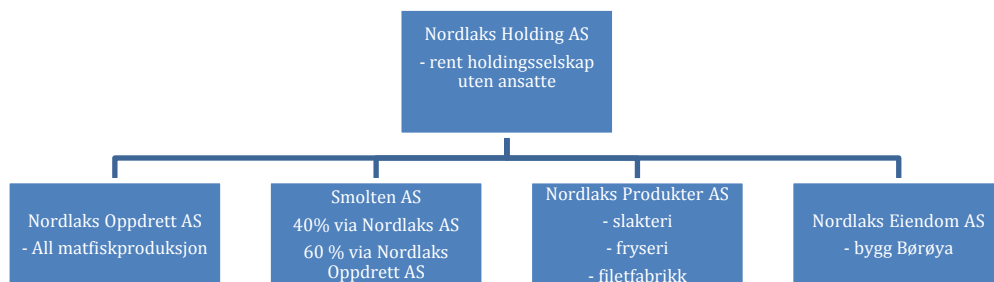 Nordlaks Holding AS
- rent holdingsselskap
uten ansatte
Nordlaks Oppdrett AS
- All matfiskproduksjon
Smolten AS
40% via Nordlaks AS
60 % via Nordlaks
Oppdrett AS
Nordlaks Produkter AS
- slakteri
- fryseri
- filetfabrikk
Nordlaks Eiendom AS
- bygg Børøya